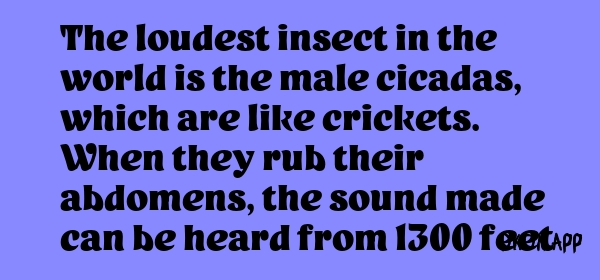 The loudest insect in the
world is the male cicadas,
which are like crickets.
When they rub their
abdomens, the sound made
can be heard from 1300 feet